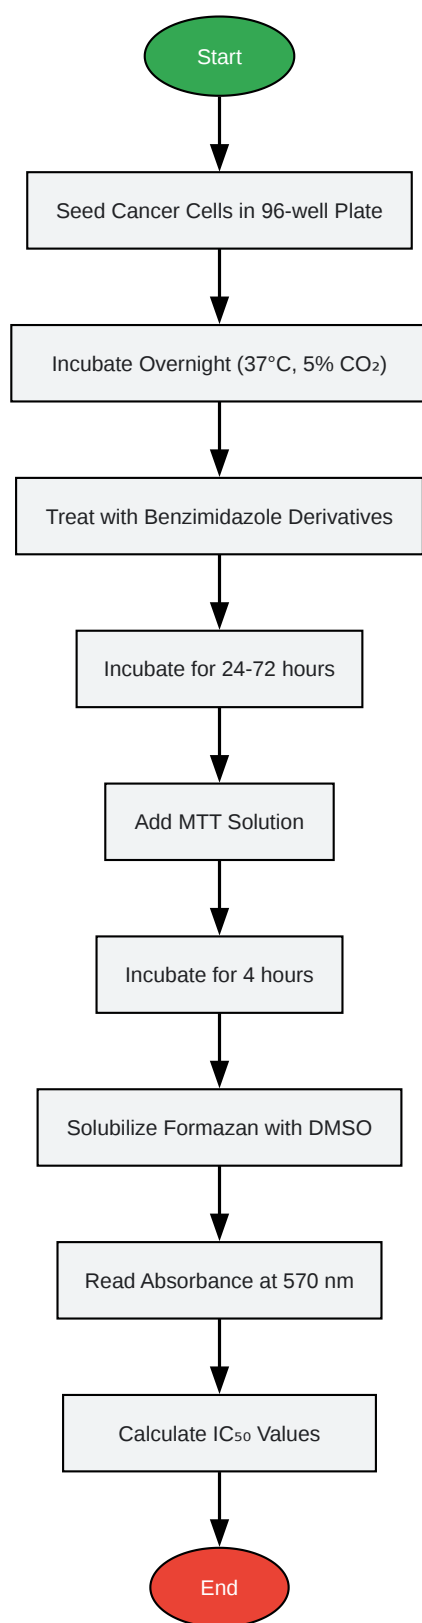 Start
Seed Cancer Cells in 96-well Plate
Incubate Overnight (37°C, 5% CO₂)
Treat with Benzimidazole Derivatives
Incubate for 24-72 hours
Add MTT Solution
Incubate for 4 hours
Solubilize Formazan with DMSO
Read Absorbance at 570 nm
Calculate IC₅₀ Values
End